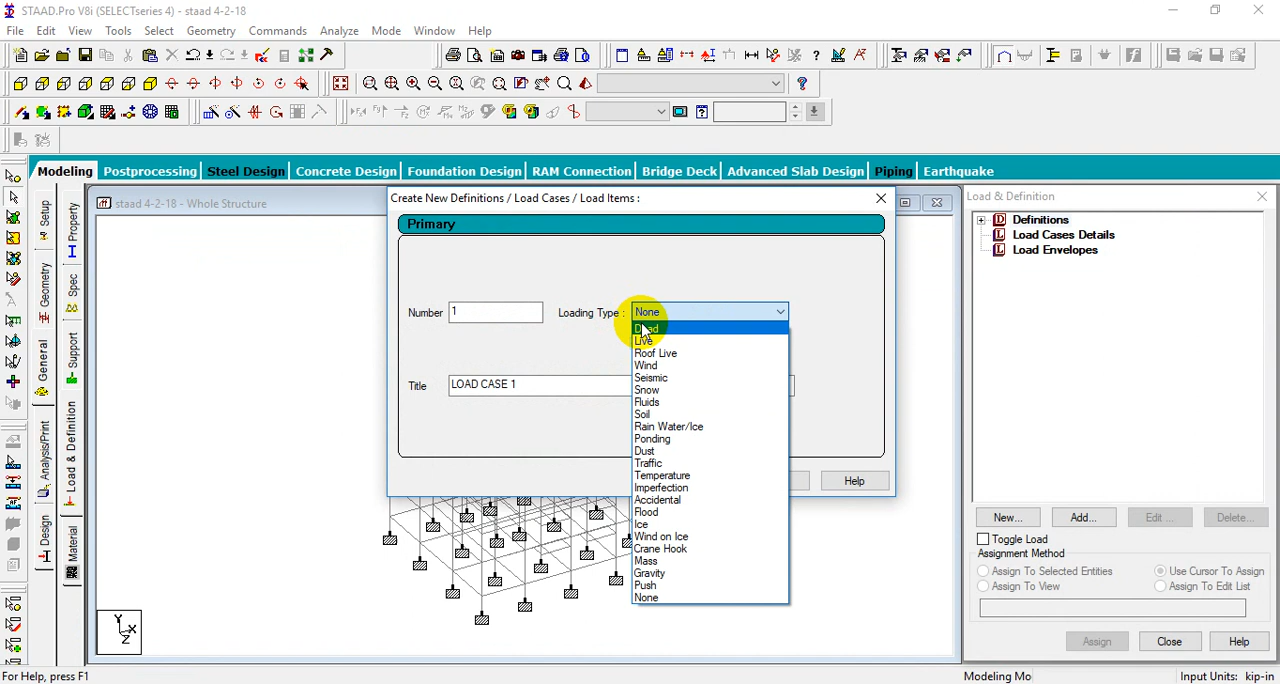 STAAD.Pro V8i (SELECTseries 4) - staad 4-2-18
File Edit View Tools Select Geometry Commands Analyze Mode Window Help
Modeling Postprocessing Steel Design Concrete Design Foundation Design RAM Connection Bridge Deck Advanced Slab Design Piping Earthquake
staad 4-2-18 - Whole Structure
Setup
Geometry
General
Analysis/Print
Design
Property
Spec
Support
Load & Definition
Material
Create New Definitions / Load Cases / Load Items :
Primary
Number 1 Loading Type : None
Title LOAD CASE 1
Dead
Live
Roof Live
Wind
Seismic
Snow
Fluids
Soil
Rain Water/Ice
Ponding
Dust
Traffic
Temperature
Imperfection
Accidental
Flood
Ice
Wind on Ice
Crane Hook
Mass
Gravity
Push
None
Help
Load & Definition
D Definitions
L Load Cases Details
L Load Envelopes
New... Add... Edit ... Delete...
Toggle Load
Assignment Method
Assign To Selected Entities Use Cursor To Assign
Assign To View Assign To Edit List
Assign Close Help
Y X Z
For Help, press F1 Modeling Mo Input Units: kip-in